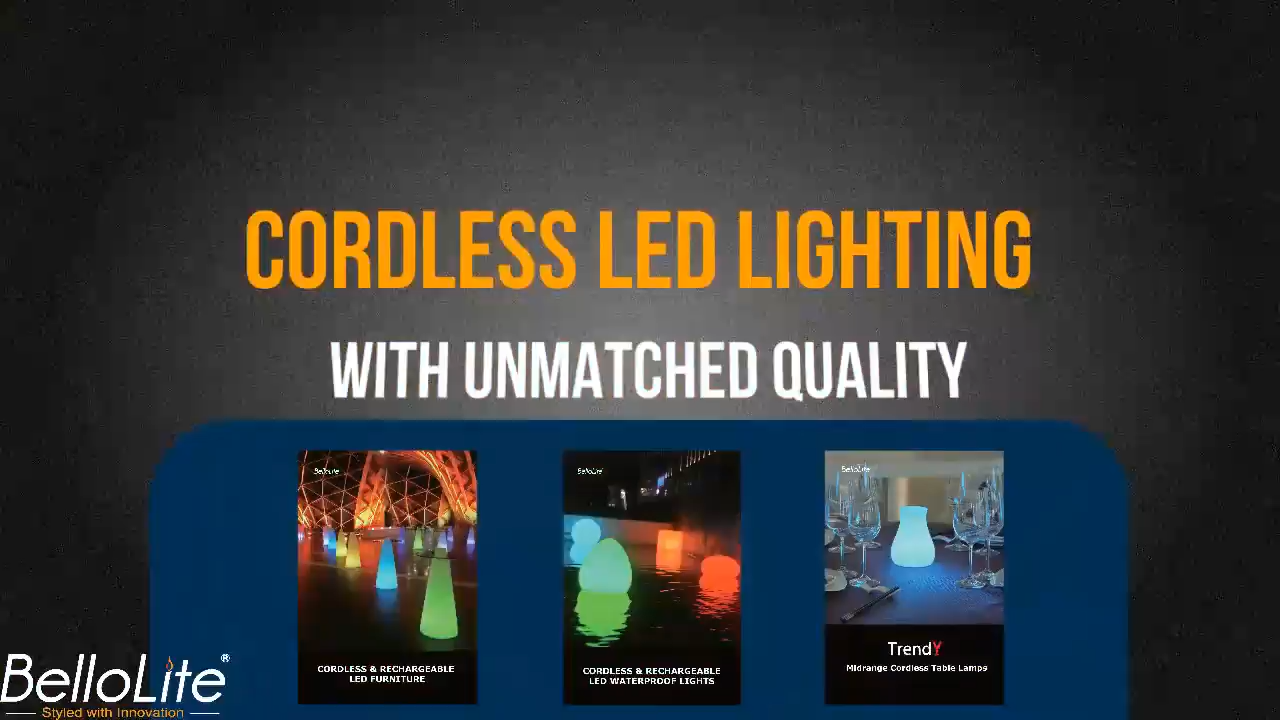 CORDLESS LED LIGHTING
WITH UNMATCHED QUALITY
BelloLite
BelloLite
BelloLite
CORDLESS & RECHARGEABLE
LED FURNITURE
CORDLESS & RECHARGEABLE
LED WATERPROOF LIGHTS
TrendY
Midrange Cordless Table Lamps
BelloLite®
Styled with Innovation